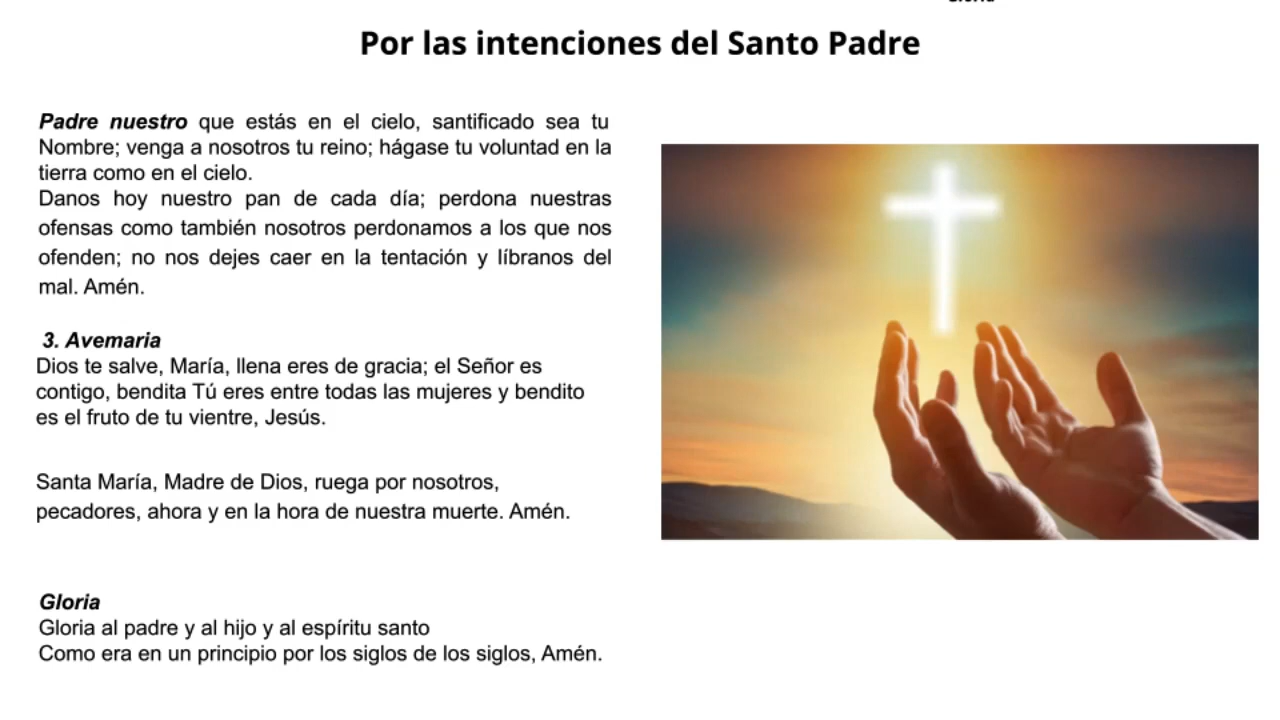 Por las intenciones del Santo Padre
Padre nuestro que estás en el cielo, santificado sea tu
Nombre; venga a nosotros tu reino; hágase tu voluntad en la
tierra como en el cielo.
Danos hoy nuestro pan de cada día; perdona nuestras
ofensas como también nosotros perdonamos a los que nos
ofenden; no nos dejes caer en la tentación y líbranos del
mal. Amén.
3. Avemaria
Dios te salve, María, llena eres de gracia; el Señor es
contigo, bendita Tú eres entre todas las mujeres y bendito
es el fruto de tu vientre, Jesús.
Santa María, Madre de Dios, ruega por nosotros,
pecadores, ahora y en la hora de nuestra muerte. Amén.
Gloria
Gloria al padre y al hijo y al espíritu santo
Como era en un principio por los siglos de los siglos, Amén.